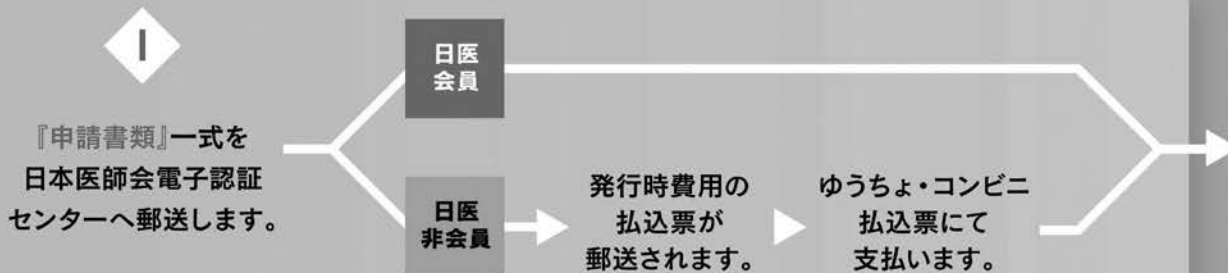 1
日医
会員
『申請書類』一式を
日本医師会電子認証
センターへ郵送します。
日医
非会員
発行時費用の
払込票が
郵送されます。
ゆうちょ・コンビニ
払込票にて
支払います。